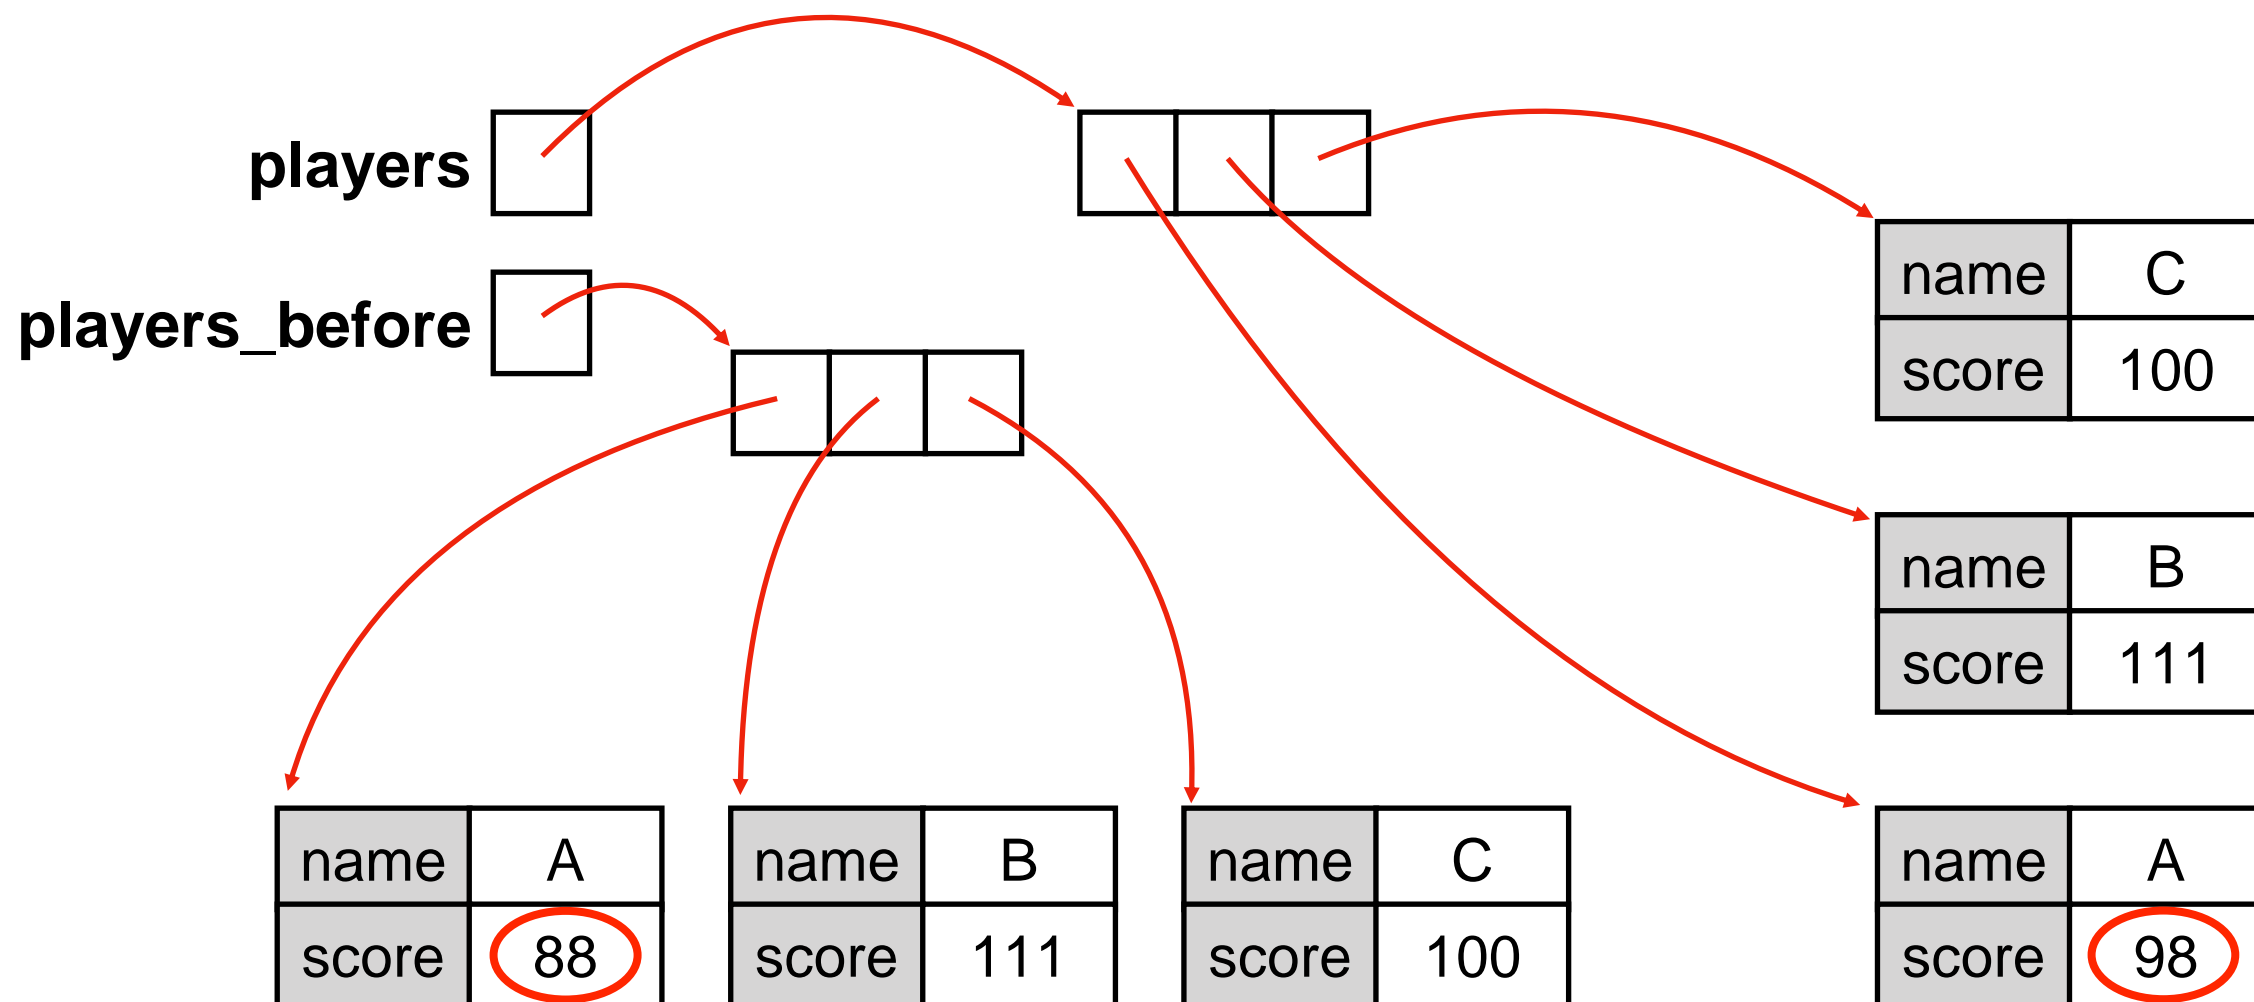 players
name C
score 100
players_before
name B
score 111
name A
score 88
name B
score 111
name C
score 100
name A
score 98